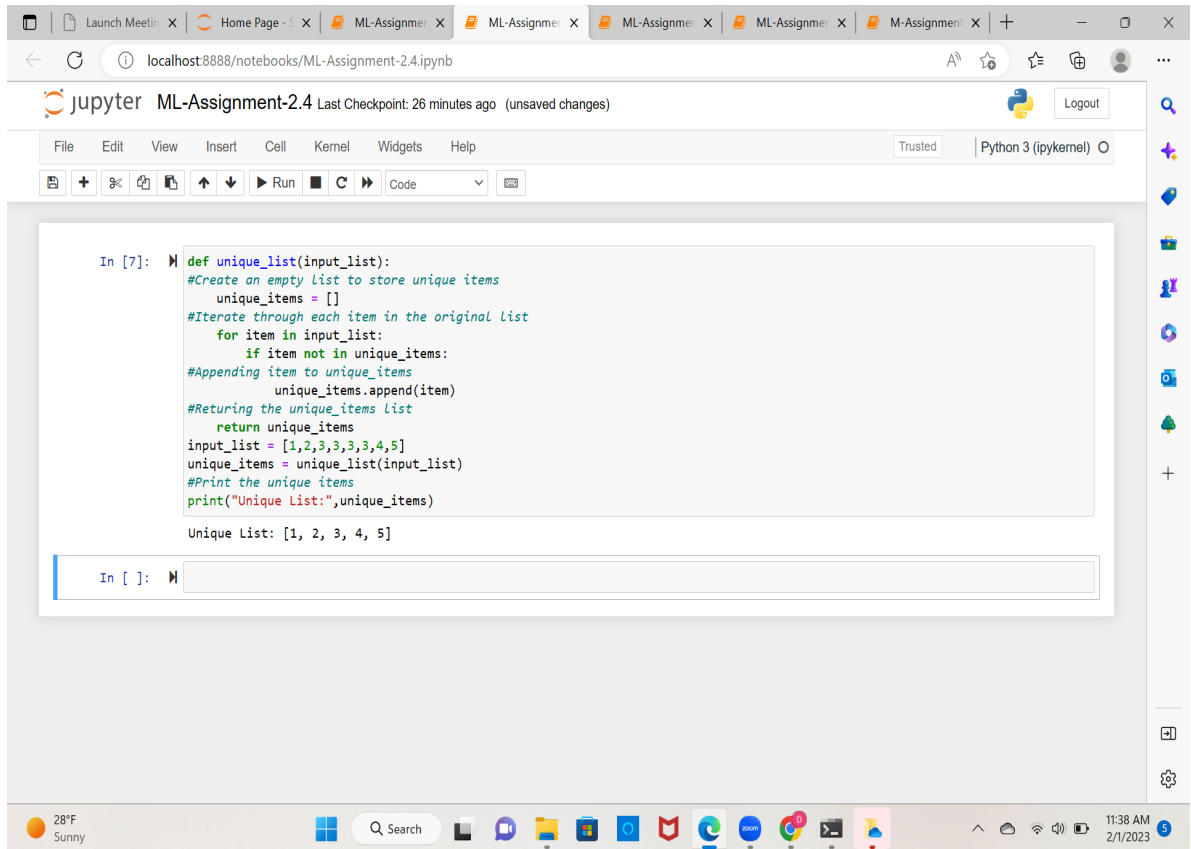 Launch Meetin
Home Page - S
ML-Assignmer
ML-Assignmer
ML-Assignmer
ML-Assignmer
M-Assignment
localhost:8888/notebooks/ML-Assignment-2.4.ipynb
jupyter ML-Assignment-2.4 Last Checkpoint: 26 minutes ago (unsaved changes)
Logout
File Edit View Insert Cell Kernel Widgets Help
Trusted
Python 3 (ipykernel)
Run
Code
In [7]:
def unique_list(input_list):
#Create an empty list to store unique items
    unique_items = []
#Iterate through each item in the original list
    for item in input_list:
        if item not in unique_items:
#Appending item to unique_items
            unique_items.append(item)
#Returing the unique_items list
    return unique_items
input_list = [1,2,3,3,3,3,4,5]
unique_items = unique_list(input_list)
#Print the unique items
print("Unique List:",unique_items)
Unique List: [1, 2, 3, 4, 5]
In [ ]:
28°F
Sunny
Search
zoom
D
11:38 AM
2/1/2023
5